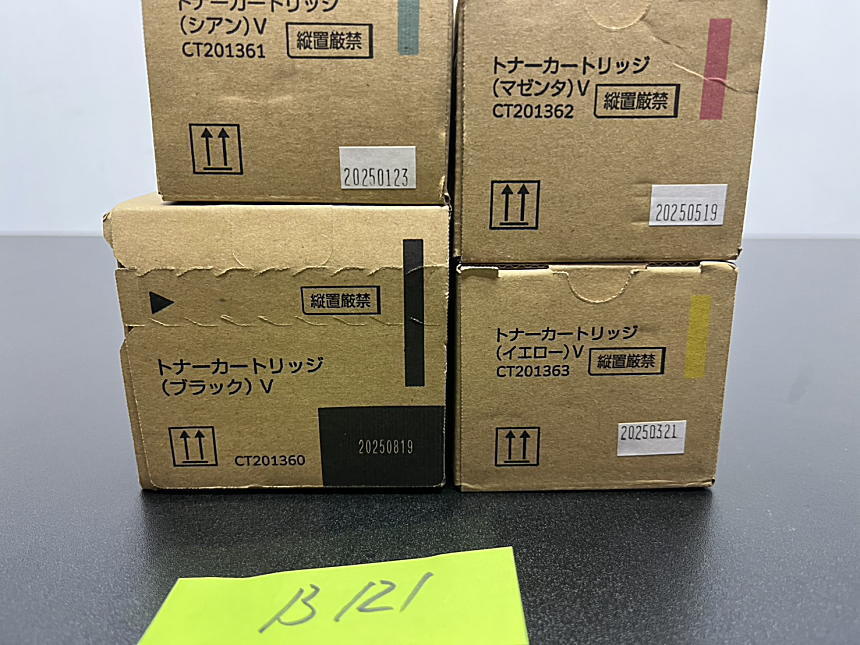 トナーカートリッジ
(シアン) V
CT201361
縦置厳禁
20250123
トナーカートリッジ
(マゼンタ) V
CT201362
縦置厳禁
20250519
縦置厳禁
トナーカートリッジ
(ブラック) V
CT201360
20250819
トナーカートリッジ
(イエロー) V
CT201363
縦置厳禁
20250321
B121